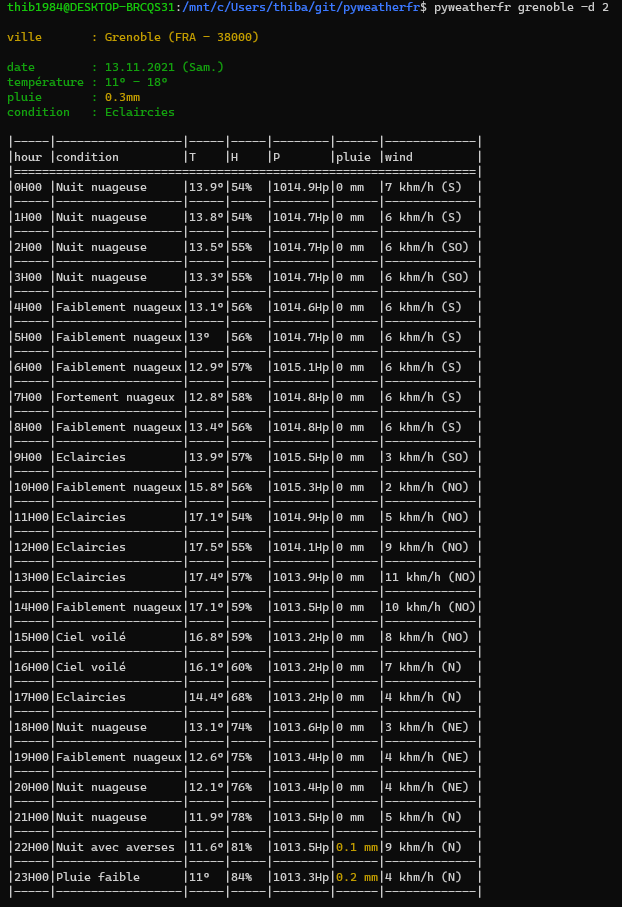 thib1984@DESKTOP-BRCQS31:/mnt/c/Users/thiba/git/pyweatherfr$ pyweatherfr grenoble -d 2
ville       : Grenoble (FRA - 38000)
date        : 13.11.2021 (Sam.)
température : 11° - 18°
pluie       : 0.3mm
condition   : Eclaircies
|-----|------------------|-----|-----|--------|------|-------------|
|hour |condition         |T    |H    |P       |pluie |wind         |
|==================================================================|
|0H00 |Nuit nuageuse     |13.9°|54%  |1014.9Hp|0 mm  |7 khm/h (S)  |
|-----|------------------|-----|-----|--------|------|-------------|
|1H00 |Nuit nuageuse     |13.8°|54%  |1014.7Hp|0 mm  |6 khm/h (S)  |
|-----|------------------|-----|-----|--------|------|-------------|
|2H00 |Nuit nuageuse     |13.5°|55%  |1014.7Hp|0 mm  |6 khm/h (SO) |
|-----|------------------|-----|-----|--------|------|-------------|
|3H00 |Nuit nuageuse     |13.3°|55%  |1014.7Hp|0 mm  |6 khm/h (SO) |
|-----|------------------|-----|-----|--------|------|-------------|
|4H00 |Faiblement nuageux|13.1°|56%  |1014.6Hp|0 mm  |6 khm/h (S)  |
|-----|------------------|-----|-----|--------|------|-------------|
|5H00 |Faiblement nuageux|13°  |56%  |1014.7Hp|0 mm  |6 khm/h (S)  |
|-----|------------------|-----|-----|--------|------|-------------|
|6H00 |Faiblement nuageux|12.9°|57%  |1015.1Hp|0 mm  |6 khm/h (S)  |
|-----|------------------|-----|-----|--------|------|-------------|
|7H00 |Fortement nuageux |12.8°|58%  |1014.8Hp|0 mm  |6 khm/h (S)  |
|-----|------------------|-----|-----|--------|------|-------------|
|8H00 |Faiblement nuageux|13.4°|56%  |1014.8Hp|0 mm  |6 khm/h (S)  |
|-----|------------------|-----|-----|--------|------|-------------|
|9H00 |Eclaircies        |13.9°|57%  |1015.5Hp|0 mm  |3 khm/h (SO) |
|-----|------------------|-----|-----|--------|------|-------------|
|10H00|Faiblement nuageux|15.8°|56%  |1015.3Hp|0 mm  |2 khm/h (NO) |
|-----|------------------|-----|-----|--------|------|-------------|
|11H00|Eclaircies        |17.1°|54%  |1014.9Hp|0 mm  |5 khm/h (NO) |
|-----|------------------|-----|-----|--------|------|-------------|
|12H00|Eclaircies        |17.5°|55%  |1014.1Hp|0 mm  |9 khm/h (NO) |
|-----|------------------|-----|-----|--------|------|-------------|
|13H00|Eclaircies        |17.4°|57%  |1013.9Hp|0 mm  |11 khm/h (NO)|
|-----|------------------|-----|-----|--------|------|-------------|
|14H00|Faiblement nuageux|17.1°|59%  |1013.5Hp|0 mm  |10 khm/h (NO)|
|-----|------------------|-----|-----|--------|------|-------------|
|15H00|Ciel voilé        |16.8°|59%  |1013.2Hp|0 mm  |8 khm/h (NO) |
|-----|------------------|-----|-----|--------|------|-------------|
|16H00|Ciel voilé        |16.1°|60%  |1013.2Hp|0 mm  |7 khm/h (N)  |
|-----|------------------|-----|-----|--------|------|-------------|
|17H00|Eclaircies        |14.4°|68%  |1013.2Hp|0 mm  |4 khm/h (N)  |
|-----|------------------|-----|-----|--------|------|-------------|
|18H00|Nuit nuageuse     |13.1°|74%  |1013.6Hp|0 mm  |3 khm/h (NE) |
|-----|------------------|-----|-----|--------|------|-------------|
|19H00|Faiblement nuageux|12.6°|75%  |1013.4Hp|0 mm  |4 khm/h (NE) |
|-----|------------------|-----|-----|--------|------|-------------|
|20H00|Nuit nuageuse     |12.1°|76%  |1013.4Hp|0 mm  |4 khm/h (NE) |
|-----|------------------|-----|-----|--------|------|-------------|
|21H00|Nuit nuageuse     |11.9°|78%  |1013.5Hp|0 mm  |5 khm/h (N)  |
|-----|------------------|-----|-----|--------|------|-------------|
|22H00|Nuit avec averses |11.6°|81%  |1013.5Hp|0.1 mm|9 khm/h (N)  |
|-----|------------------|-----|-----|--------|------|-------------|
|23H00|Pluie faible      |11°  |84%  |1013.3Hp|0.2 mm|4 khm/h (N)  |
|-----|------------------|-----|-----|--------|------|-------------|